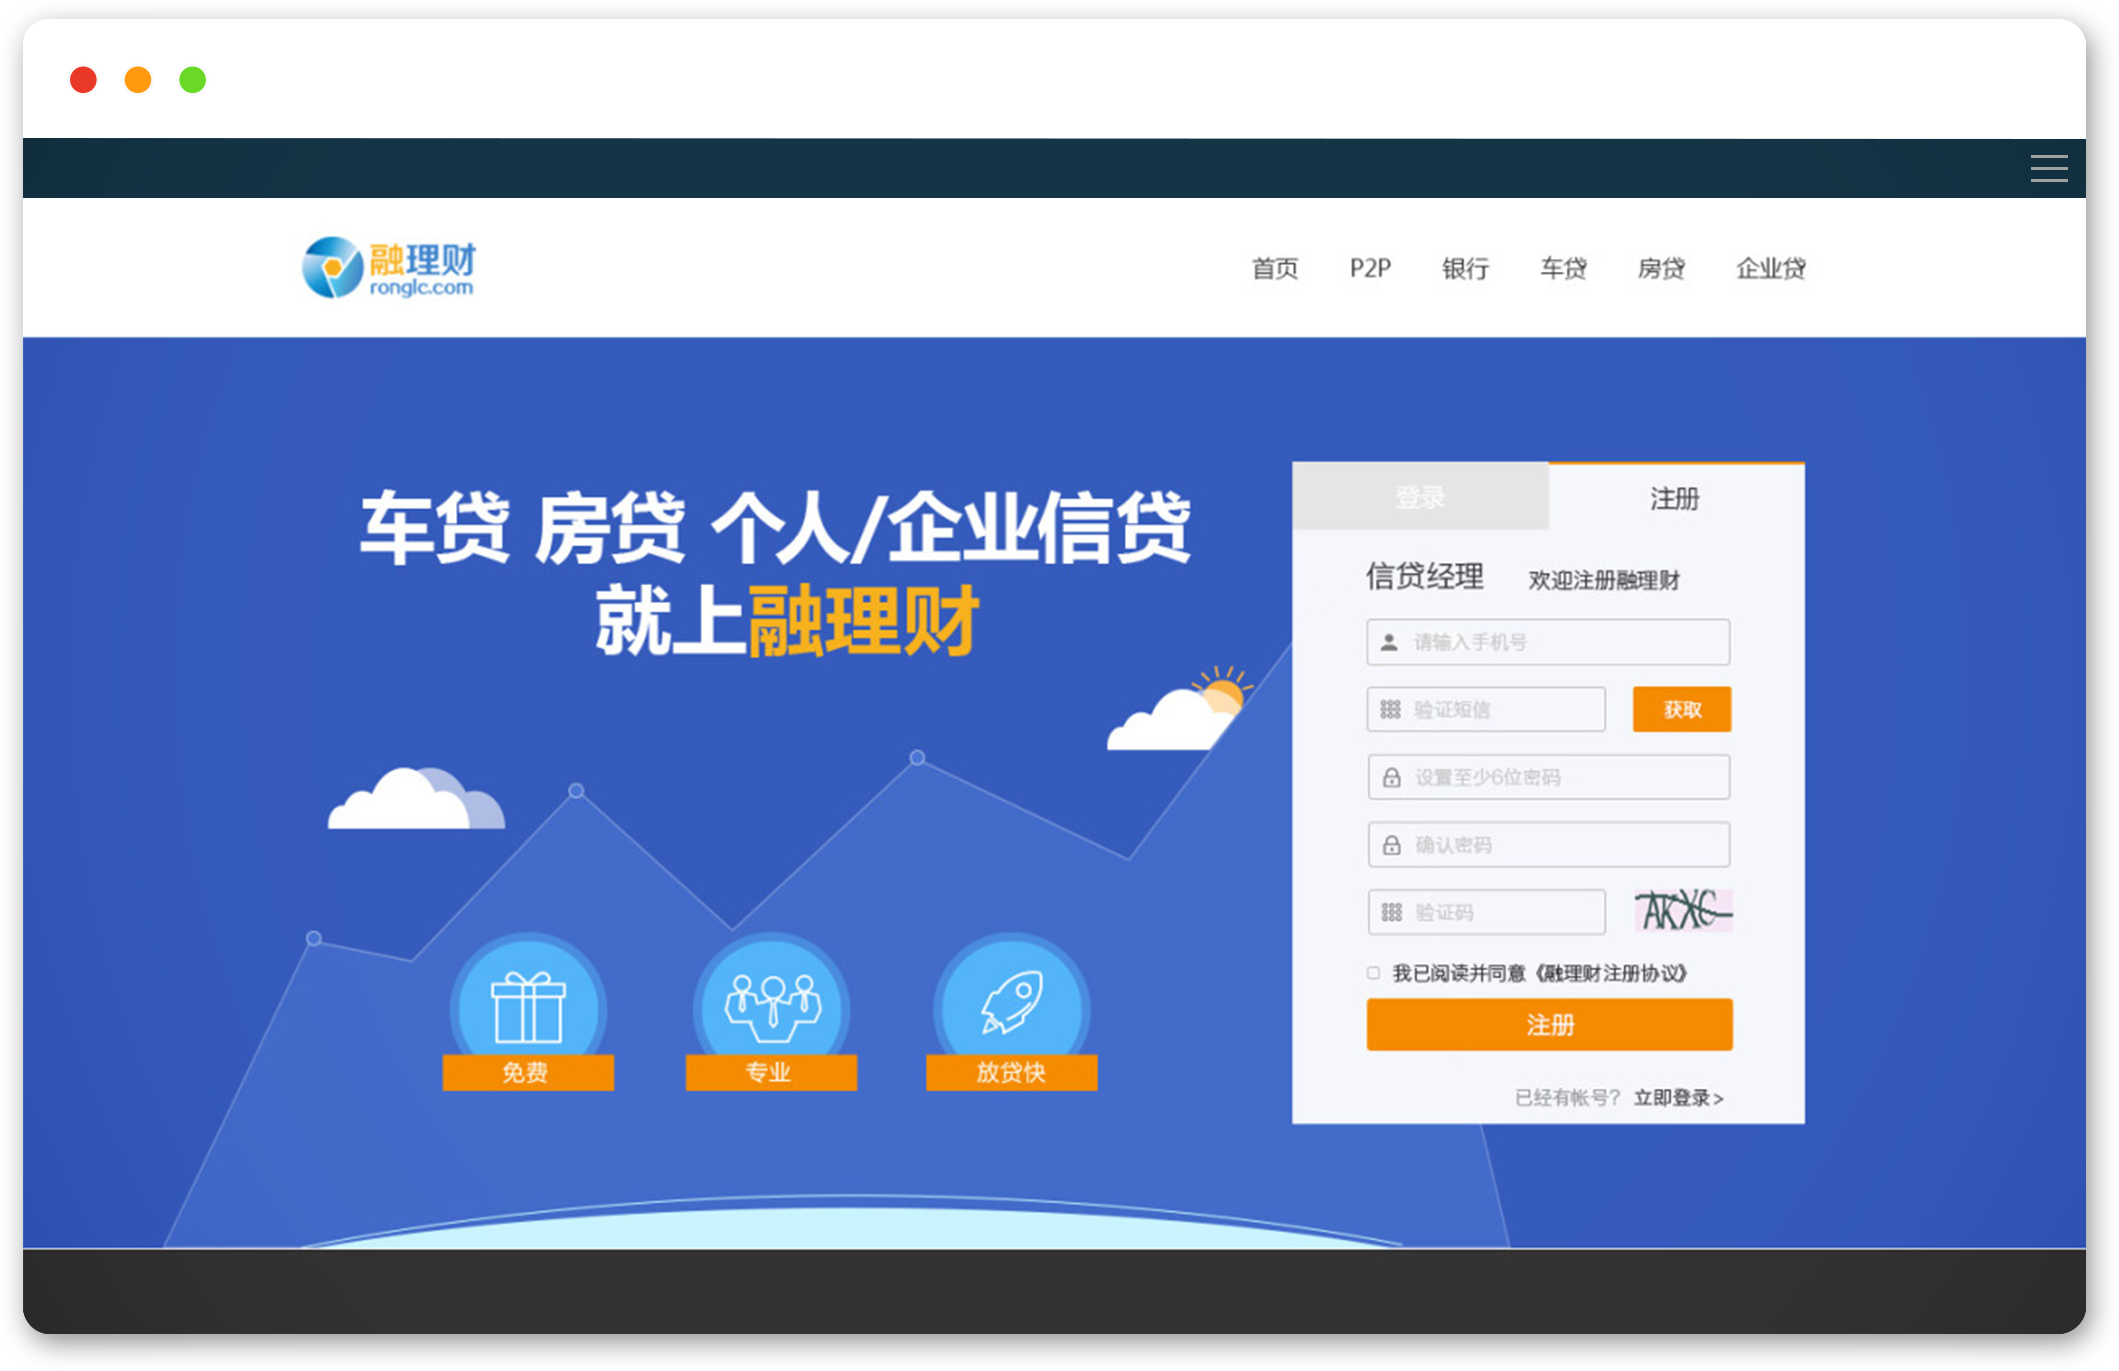 融理财
ronglc.com
首页 P2P 银行 车贷 房贷 企业贷
车贷 房贷 个人/企业信贷
就上融理财
登录 注册
信贷经理 欢迎注册融理财
请输入手机号
验证短信 获取
设置至少6位密码
确认密码
验证码 AKXC
我已阅读并同意《融理财注册协议》
注册
已经有帐号? 立即登录>
免费 专业 放贷快